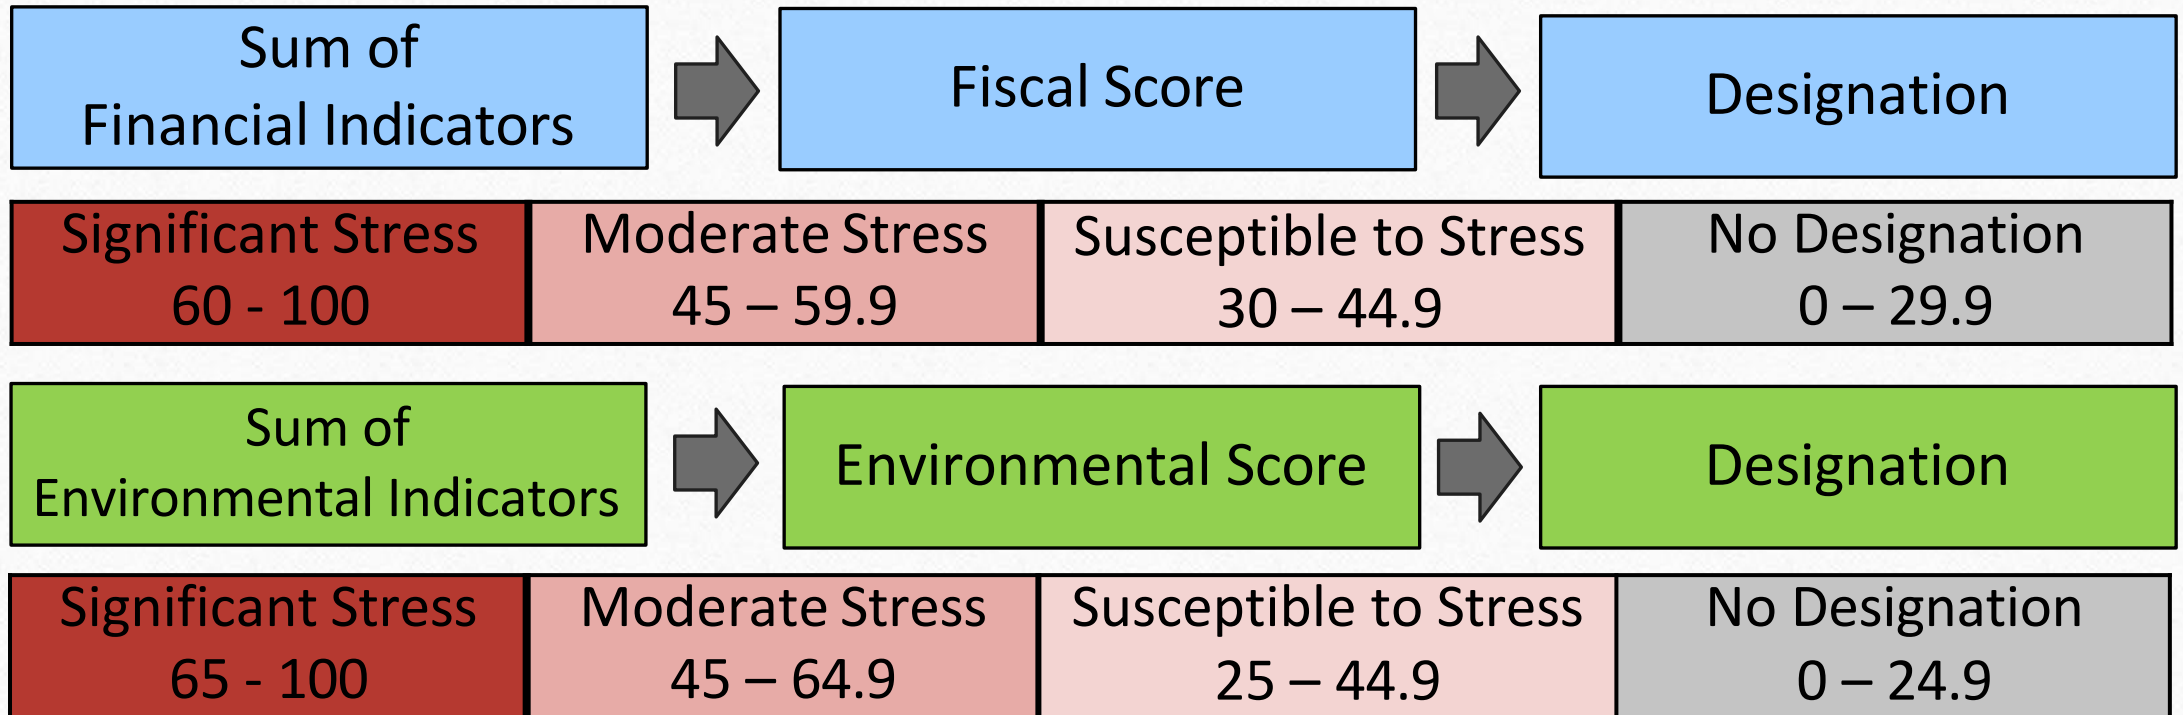 Sum of
Financial Indicators
Fiscal Score
Designation
Significant Stress
60 - 100
Moderate Stress
45 – 59.9
Susceptible to Stress
30 – 44.9
No Designation
0 – 29.9
Sum of
Environmental Indicators
Environmental Score
Designation
Significant Stress
65 - 100
Moderate Stress
45 – 64.9
Susceptible to Stress
25 – 44.9
No Designation
0 – 24.9